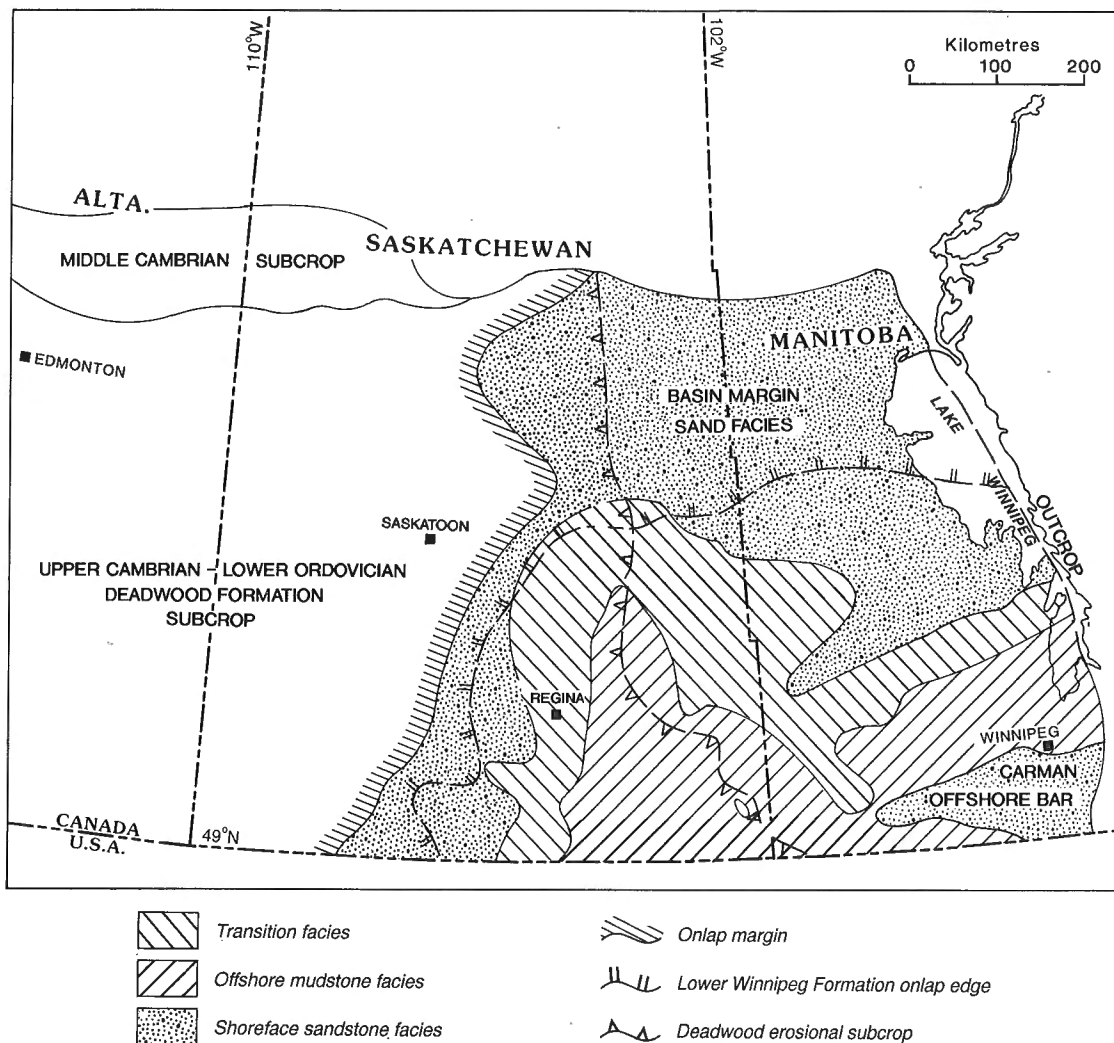 110°W
102°W
Kilometres
0 100 200
ALTA.
SASKATCHEWAN
MIDDLE CAMBRIAN SUBCROP
MANITOBA
EDMONTON
BASIN MARGIN
SAND FACIES
LAKE
WINNIPEG
OUTCROP
SASKATOON
UPPER CAMBRIAN – LOWER ORDOVICIAN
DEADWOOD FORMATION
SUBCROP
REGINA
WINNIPEG
CARMAN
OFFSHORE BAR
CANADA
U.S.A.
49°N
Transition facies
Offshore mudstone facies
Shoreface sandstone facies
Onlap margin
Lower Winnipeg Formation onlap edge
Deadwood erosional subcrop